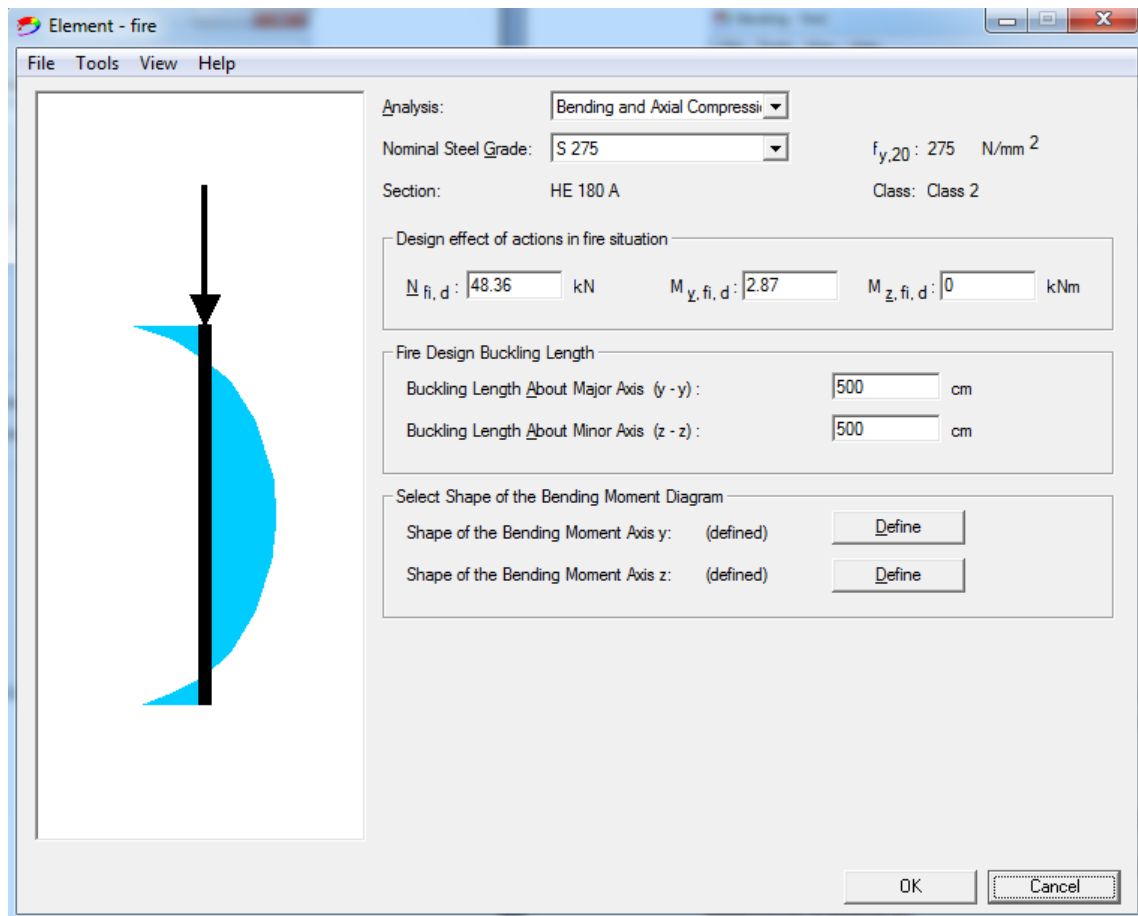 Element - fire
File Tools View Help
Analysis: Bending and Axial Compressi
Nominal Steel Grade: S 275 fy,20 : 275 N/mm 2
Section: HE 180 A Class: Class 2
Design effect of actions in fire situation
N fi, d : 48.36 kN M y, fi, d : 2.87 M z, fi, d : 0 kNm
Fire Design Buckling Length
Buckling Length About Major Axis (y - y) : 500 cm
Buckling Length About Minor Axis (z - z) : 500 cm
Select Shape of the Bending Moment Diagram
Shape of the Bending Moment Axis y: (defined) Define
Shape of the Bending Moment Axis z: (defined) Define
OK Cancel